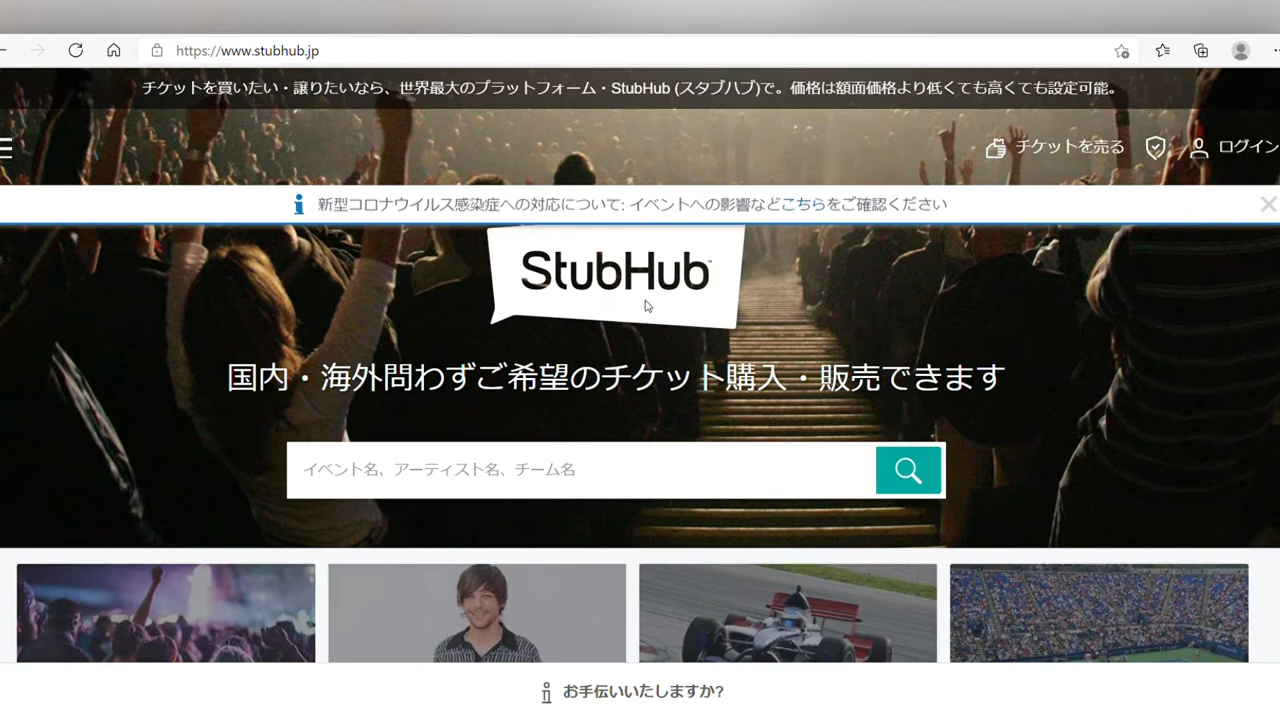 https://www.stubhub.jp
チケットを買いたい・譲りたいなら、世界最大のプラットフォーム・StubHub (スタブハブ)で。価格は額面価格より低くても高くても設定可能。
チケットを売る
ログイン
新型コロナウイルス感染症への対応について: イベントへの影響などこちらをご確認ください
StubHub
国内・海外問わずご希望のチケット購入・販売できます
イベント名、アーティスト名、チーム名
お手伝いいたしますか?